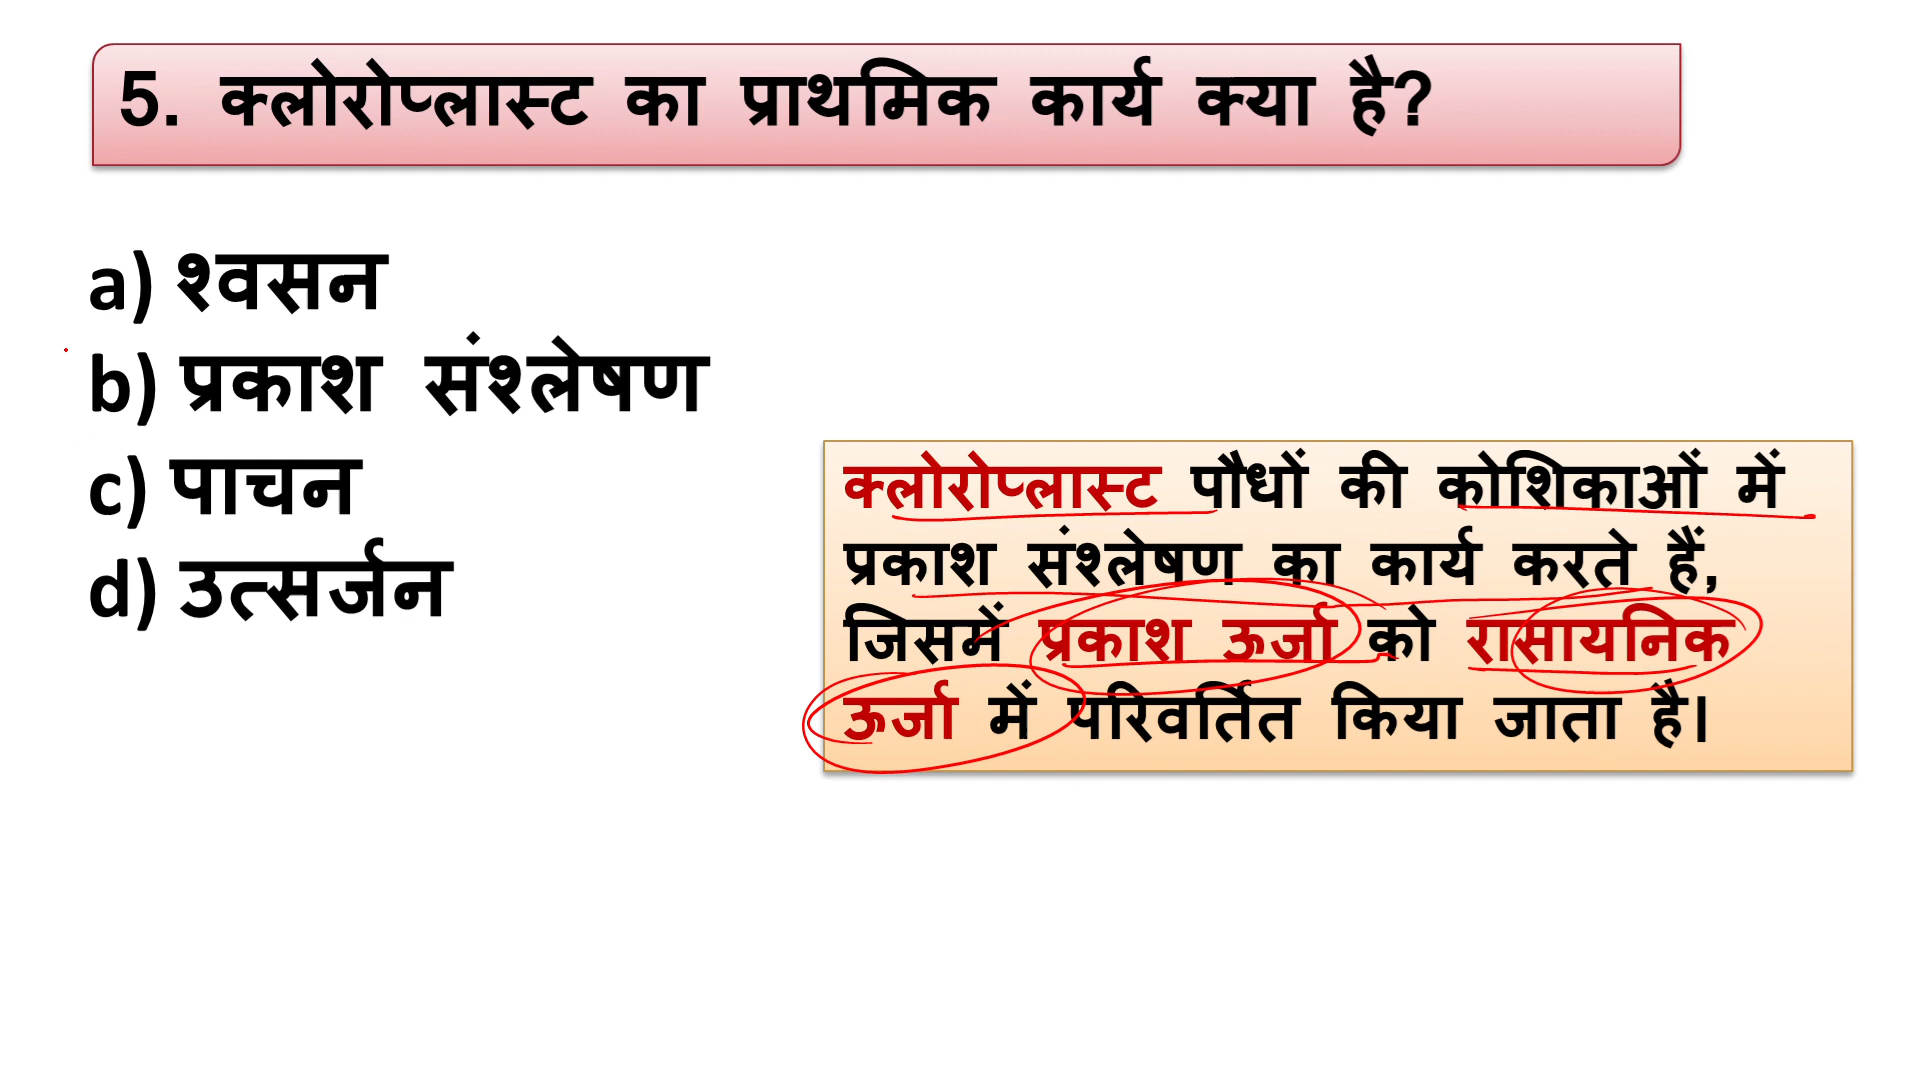 5. क्लोरोप्लास्ट का प्राथमिक कार्य क्या है?
a) श्वसन
b) प्रकाश संश्लेषण
c) पाचन
d) उत्सर्जन
क्लोरोप्लास्ट पौधों की कोशिकाओं में
प्रकाश संश्लेषण का कार्य करते हैं,
जिसमें प्रकाश ऊर्जा को रासायनिक
ऊर्जा में परिवर्तित किया जाता है।